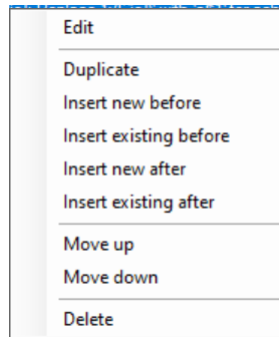 Edit
Duplicate
Insert new before
Insert existing before
Insert new after
Insert existing after
Move up
Move down
Delete